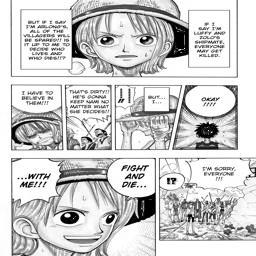 IF I SAY
I'M LUFFY
AND ZOLO'S
SHIPMATE,
EVERYONE
MAY GET
KILLED.
BUT IF I SAY
I'M ARLONG'S,
ALL OF THE
VILLAGERS WILL
BE SPARED!! IS
IT UP TO ME TO
DECIDE WHO
LIVES AND
WHO DIES!?
OKAY
!!!!
BUT...
I...
THAT'S DIRTY!!
HE'S GONNA
KEEP NAMI NO
MATTER WHAT
SHE DECIDES!!
I HAVE TO
BELIEVE IN
THEM!!!
I'M SORRY,
EVERYONE
!!!
!?
FIGHT
AND
DIE...
...WITH
ME!!!